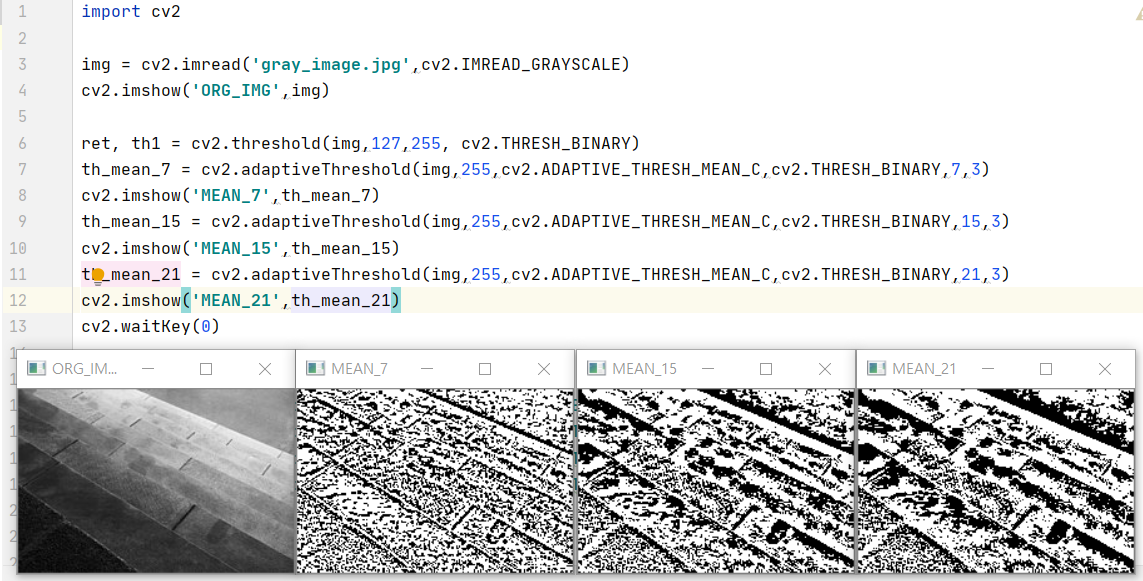 1 import cv2
2
3 img = cv2.imread('gray_image.jpg',cv2.IMREAD_GRAYSCALE)
4 cv2.imshow('ORG_IMG',img)
5
6 ret, th1 = cv2.threshold(img,127,255, cv2.THRESH_BINARY)
7 th_mean_7 = cv2.adaptiveThreshold(img,255,cv2.ADAPTIVE_THRESH_MEAN_C,cv2.THRESH_BINARY,7,3)
8 cv2.imshow('MEAN_7',th_mean_7)
9 th_mean_15 = cv2.adaptiveThreshold(img,255,cv2.ADAPTIVE_THRESH_MEAN_C,cv2.THRESH_BINARY,15,3)
10 cv2.imshow('MEAN_15',th_mean_15)
11 th_mean_21 = cv2.adaptiveThreshold(img,255,cv2.ADAPTIVE_THRESH_MEAN_C,cv2.THRESH_BINARY,21,3)
12 cv2.imshow('MEAN_21',th_mean_21)
13 cv2.waitKey(0)
ORG_IM... MEAN_7 MEAN_15 MEAN_21